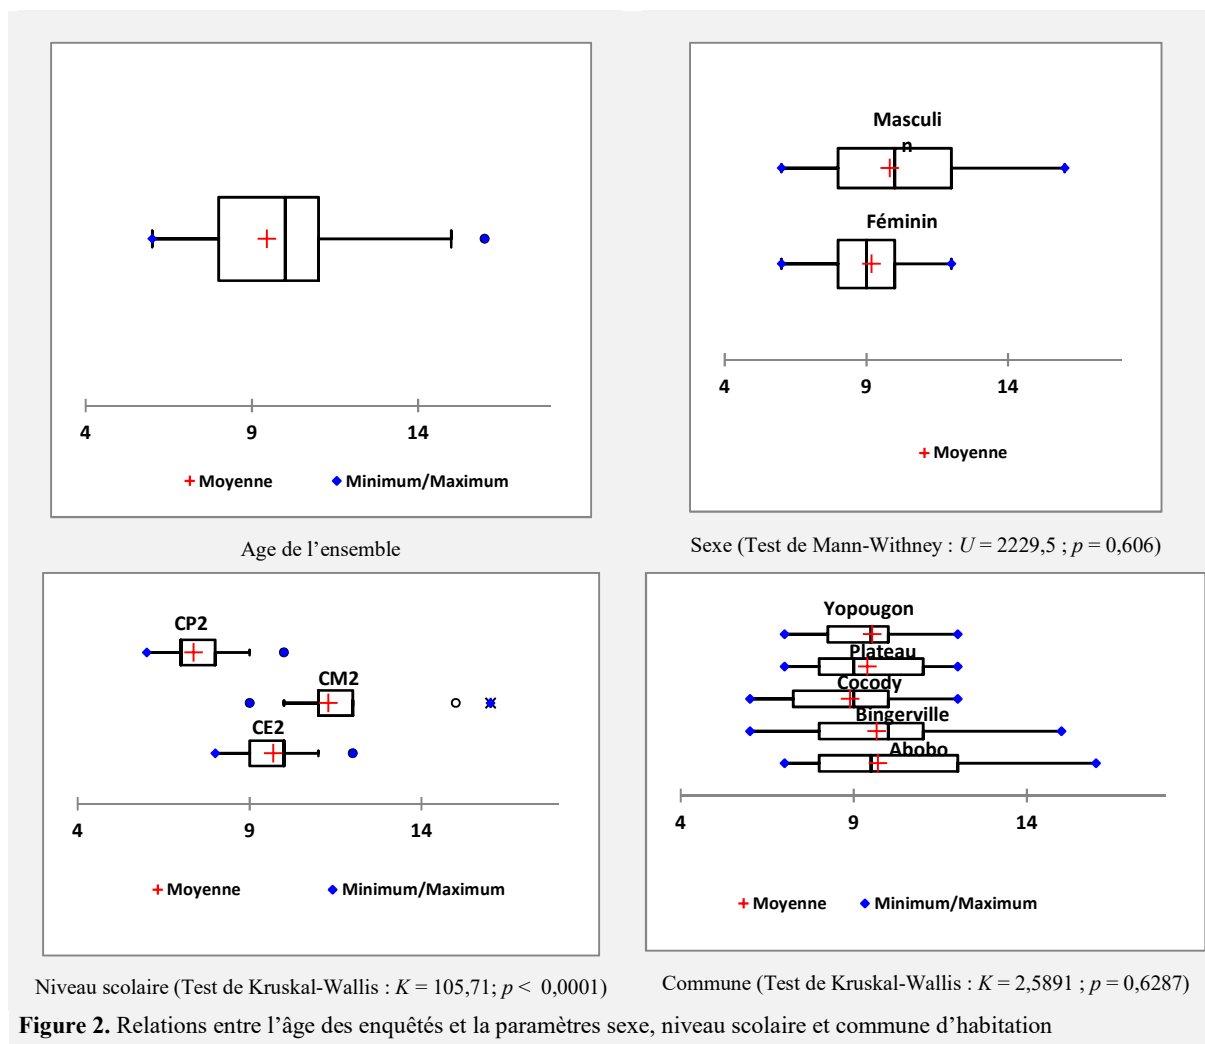 4 9 14
Moyenne Minimum/Maximum
Age de l’ensemble
Masculi
n
Féminin
4 9 14
Moyenne
Sexe (Test de Mann-Withney : U = 2229,5 ; p = 0,606)
CP2
CM2
CE2
4 9 14
Moyenne Minimum/Maximum
Niveau scolaire (Test de Kruskal-Wallis : K = 105,71; p < 0,0001)
Yopougon
Plateau
Cocody
Bingerville
Abobo
4 9 14
Moyenne Minimum/Maximum
Commune (Test de Kruskal-Wallis : K = 2,5891 ; p = 0,6287)
Figure 2. Relations entre l’âge des enquêtés et la paramètres sexe, niveau scolaire et commune d’habitation